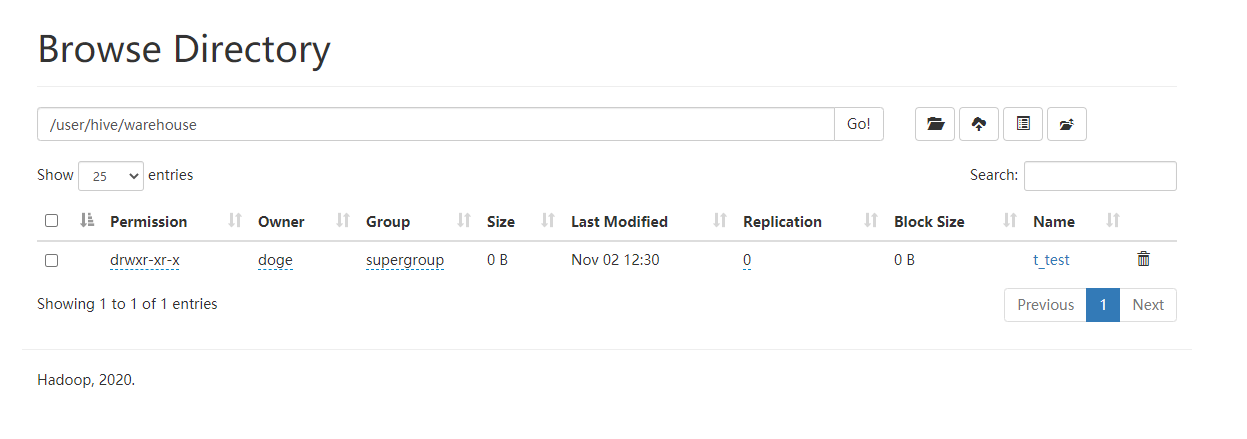 Browse Directory
/user/hive/warehouse Go!
Show 25 entries Search:
Permission Owner Group Size Last Modified Replication Block Size Name
drwxr-xr-x doge supergroup 0 B Nov 02 12:30 0 0 B t_test
Showing 1 to 1 of 1 entries Previous 1 Next
Hadoop, 2020.